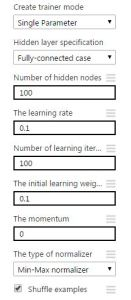 Create trainer mode
Single Parameter
Hidden layer specification
Fully-connected case
Number of hidden nodes
100
The learning rate
0.1
Number of learning iter...
100
The initial learning weig...
0.1
The momentum
0
The type of normalizer
Min-Max normalizer
Shuffle examples